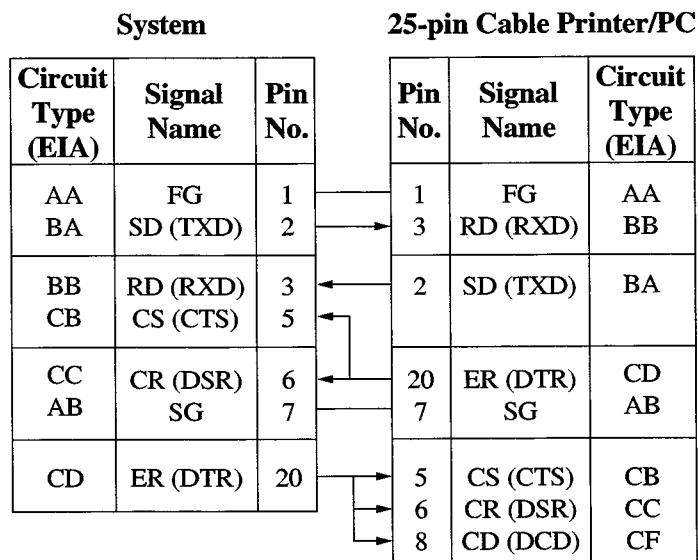 System 25-pin Cable Printer/PC
Circuit Type (EIA) Signal Name Pin No. Pin No. Signal Name Circuit Type (EIA)
AA FG 1 1 FG AA
BA SD (TXD) 2 3 RD (RXD) BB
BB RD (RXD) 3 2 SD (TXD) BA
CB CS (CTS) 5
CC CR (DSR) 6 20 ER (DTR) CD
AB SG 7 7 SG AB
CD ER (DTR) 20 5 CS (CTS) CB
6 CR (DSR) CC
8 CD (DCD) CF